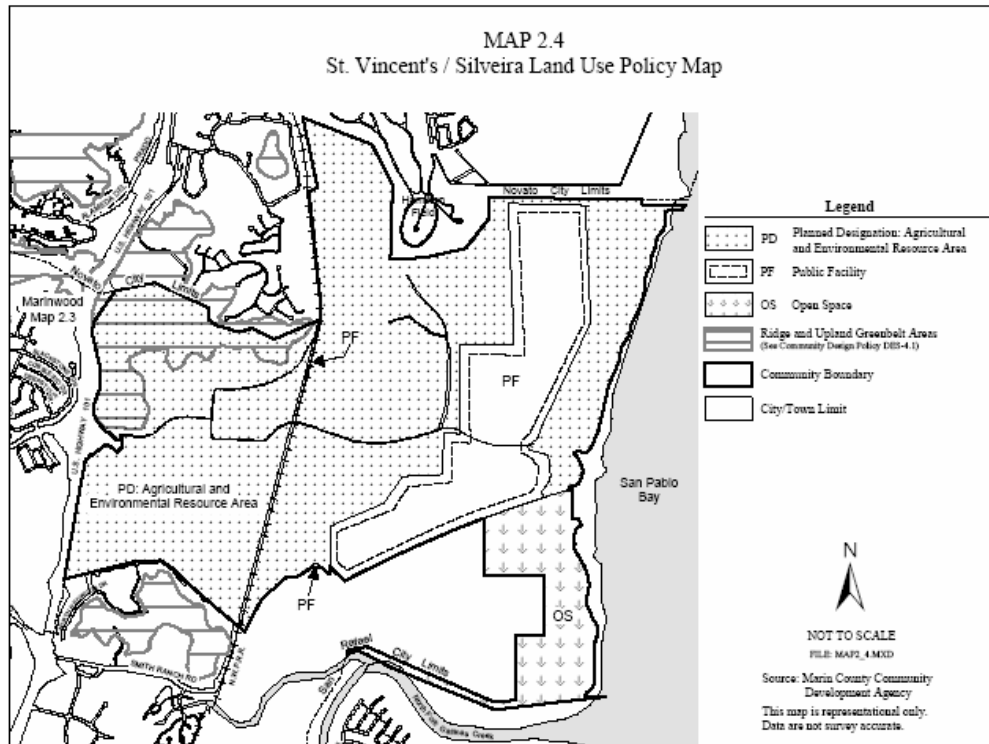 MAP 2.4
St. Vincent's / Silveira Land Use Policy Map
Novato City Limits
Field
U.S. HIGHWAY 101
Novato City Limits
Marinwood
Map 2.3
PF
PF
U.S. HIGHWAY 101
PD: Agricultural and
Environmental Resource Area
San Pablo
Bay
PF
OS
SMITH RANCH RD
N.W.P.R.R.
San Rafael City Limits
Legend
PD Planned Designation: Agricultural
and Environmental Resource Area
PF Public Facility
OS Open Space
Ridge and Upland Greenbelt Areas
(See Community Design Policy DES-4.1)
Community Boundary
City/Town Limit
N
NOT TO SCALE
FILE: MAP2_4.MXD
Source: Marin County Community
Development Agency
This map is representational only.
Data are not survey accurate.